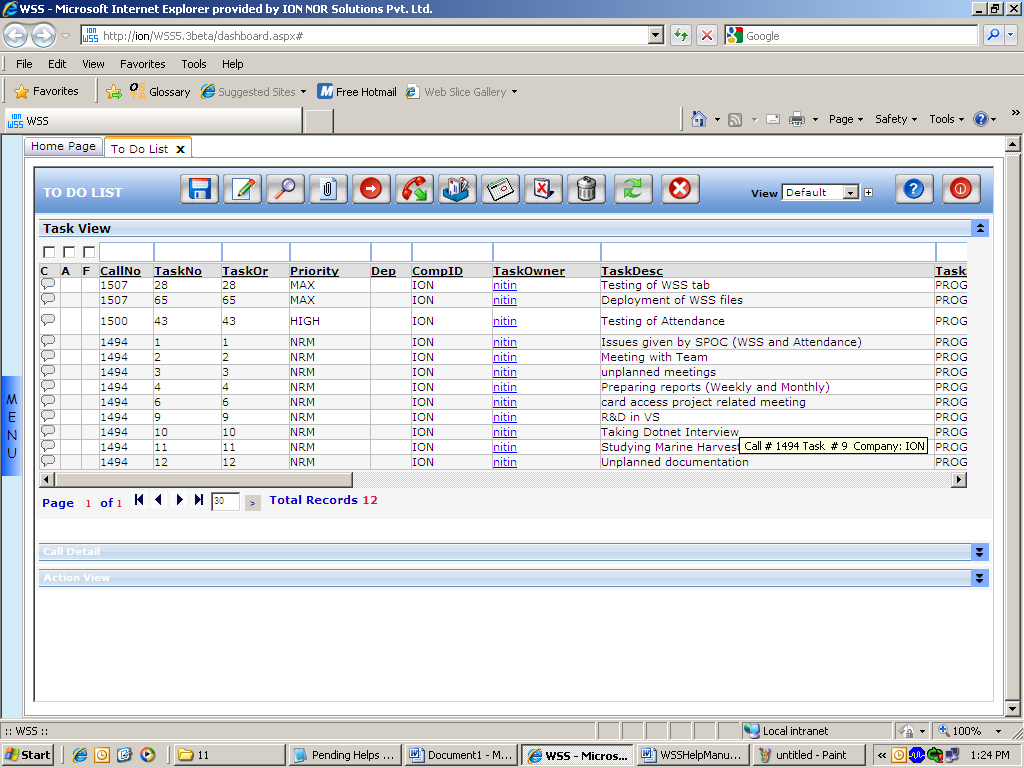 WSS - Microsoft Internet Explorer provided by ION NOR Solutions Pvt. Ltd.
ion WSS http://ion/WSS5.3beta/dashboard.aspx# Google
File Edit View Favorites Tools Help
Favorites Glossary Suggested Sites Free Hotmail Web Slice Gallery
ion WSS WSS Page Safety Tools »
Home Page To Do List x
TO DO LIST View Default
Task View
C A F CallNo TaskNo TaskOr Priority Dep CompID TaskOwner TaskDesc Task
1507 28 28 MAX ION nitin Testing of WSS tab PROG
1507 65 65 MAX ION nitin Deployment of WSS files PROG
1500 43 43 HIGH ION nitin Testing of Attendance PROG
1494 1 1 NRM ION nitin Issues given by SPOC (WSS and Attendance) PROG
1494 2 2 NRM ION nitin Meeting with Team PROG
1494 3 3 NRM ION nitin unplanned meetings PROG
1494 4 4 NRM ION nitin Preparing reports (Weekly and Monthly) PROG
1494 6 6 NRM ION nitin card access project related meeting PROG
1494 9 9 NRM ION nitin R&D in VS PROG
1494 10 10 NRM ION nitin Taking Dotnet Interview PROG
1494 11 11 NRM ION nitin Studying Marine Harvest Call # 1494 Task # 9 Company: ION PROG
1494 12 12 NRM ION nitin Unplanned documentation PROG
Page 1 of 1 30 > Total Records 12
Call Detail
Action View
MENU
:: WSS :: Local intranet 100%
Start 11 Pending Helps ... Document1 - M... WSS - Micros... WSSHelpManu... untitled - Paint « 1:24 PM